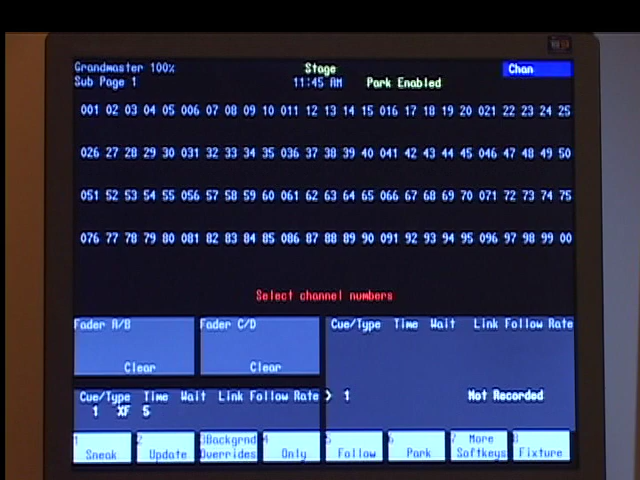 Grandmaster 100% Stage Chan
Sub Page 1 11:45 AM Park Enabled
001 02 03 04 05 006 07 08 09 10 011 12 13 14 15 016 17 18 19 20 021 22 23 24 25
026 27 28 29 30 031 32 33 34 35 036 37 38 39 40 041 42 43 44 45 046 47 48 49 50
051 52 53 54 55 056 57 58 59 60 061 62 63 64 65 066 67 68 69 70 071 72 73 74 75
076 77 78 79 80 081 82 83 84 85 086 87 88 89 90 091 92 93 94 95 096 97 98 99 00
Select channel numbers
Fader A/B Fader C/D Cue/Type Time Wait Link Follow Rate
Clear Clear
Cue/Type Time Wait Link Follow Rate > 1 Not Recorded
1 XF 5
1 2 3Backgrnd 4 5 6 7 More 8
Sneak Update Overrides Only Follow Park Softkeys Fixture